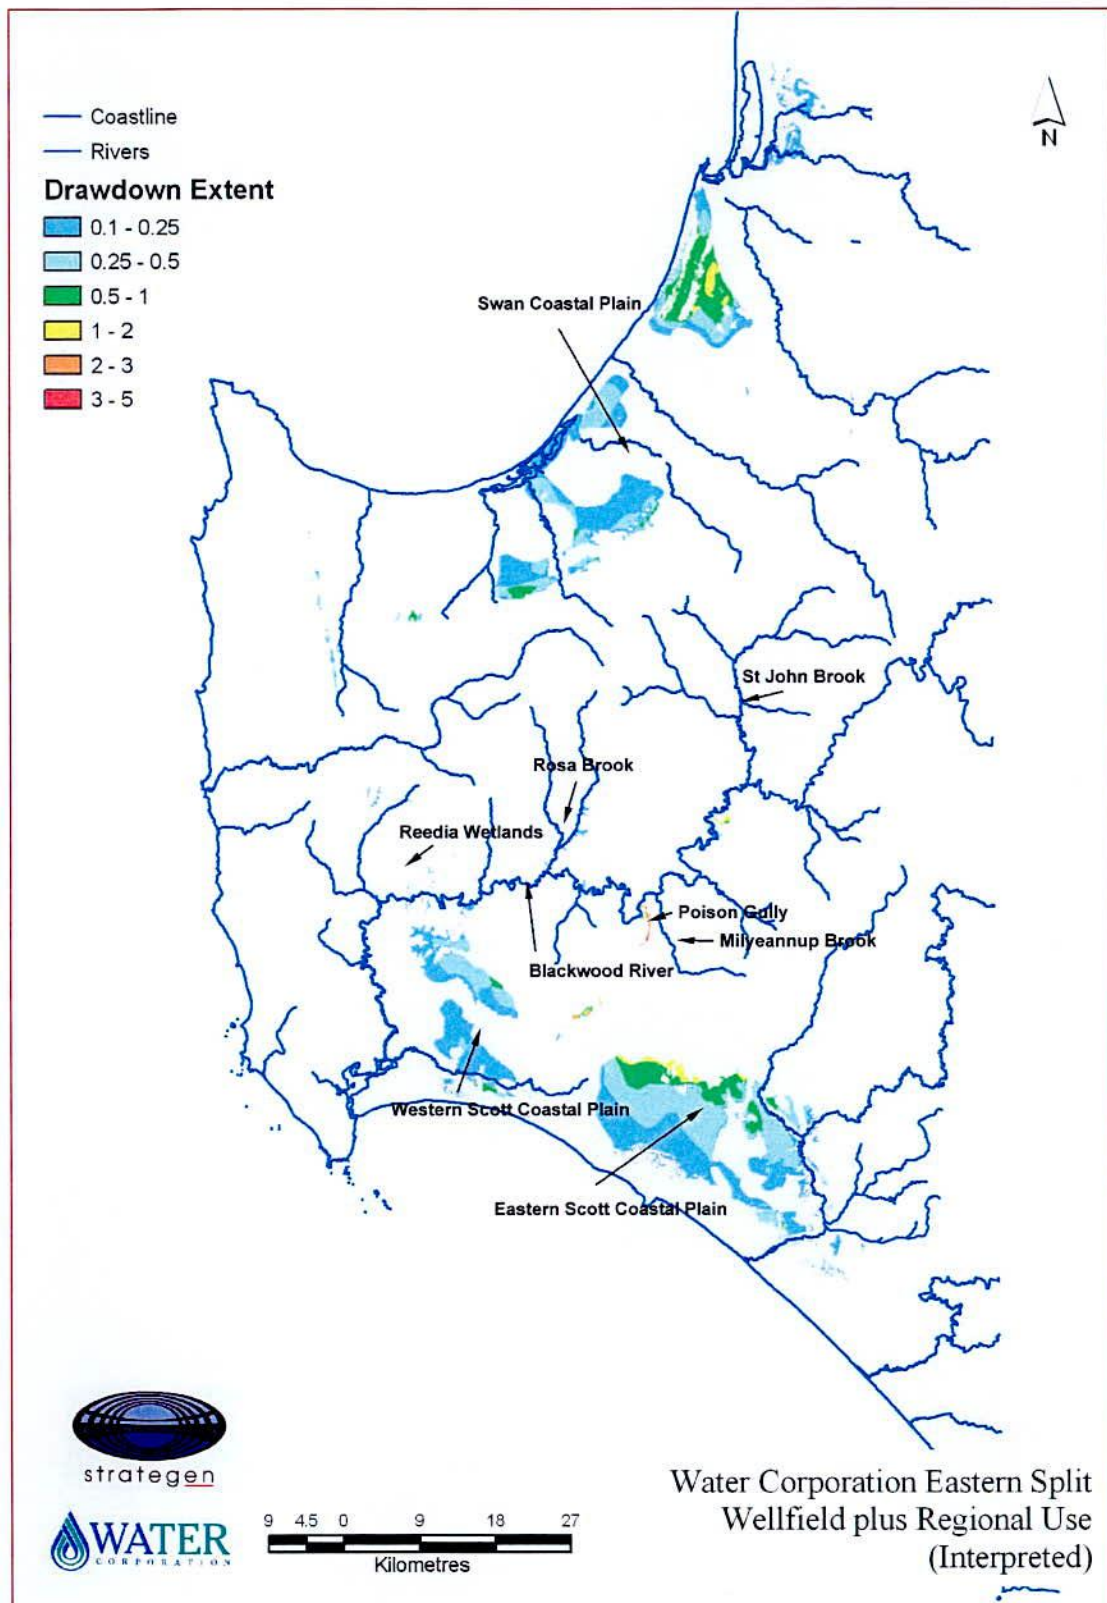 N
Coastline
Rivers
Drawdown Extent
0.1 - 0.25
0.25 - 0.5
0.5 - 1
1 - 2
2 - 3
3 - 5
Swan Coastal Plain
St John Brook
Rosa Brook
Reedia Wetlands
Poison Gully
Milyeannup Brook
Blackwood River
Western Scott Coastal Plain
Eastern Scott Coastal Plain
strategen
WATER
CORPORATION
9 4.5 0 9 18 27
Kilometres
Water Corporation Eastern Split
Wellfield plus Regional Use
(Interpreted)